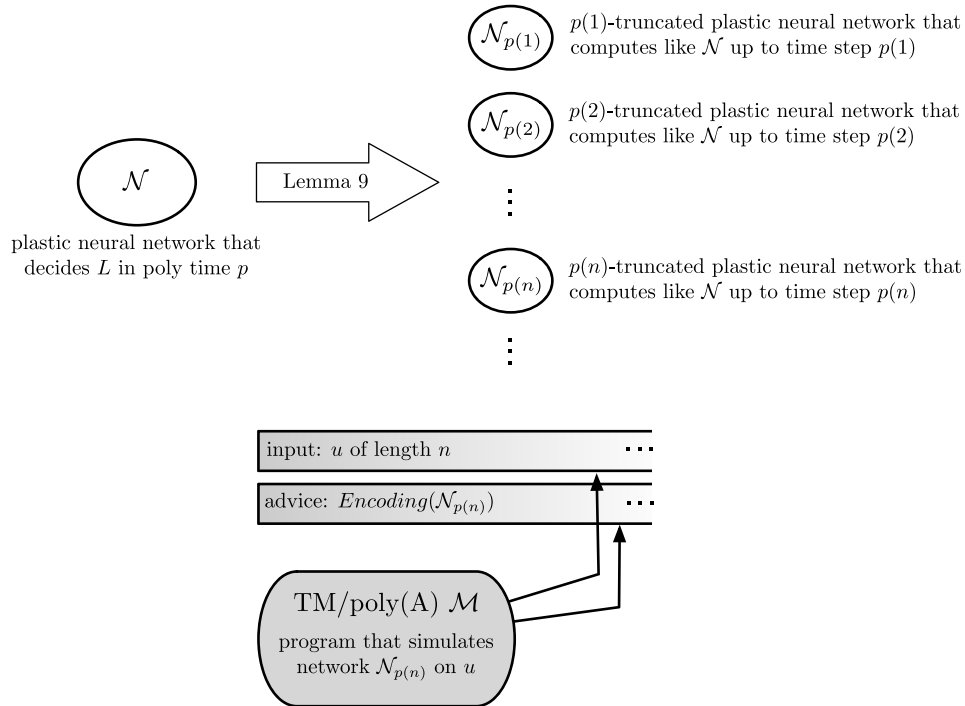 𝒩_{p(1)}
p(1)-truncated plastic neural network that
computes like 𝒩 up to time step p(1)
𝒩_{p(2)}
p(2)-truncated plastic neural network that
computes like 𝒩 up to time step p(2)
𝒩
Lemma 9
plastic neural network that
decides L in poly time p
𝒩_{p(n)}
p(n)-truncated plastic neural network that
computes like 𝒩 up to time step p(n)
input: u of length n
advice: Encoding(𝒩_{p(n)})
TM/poly(A) ℳ
program that simulates
network 𝒩_{p(n)} on u